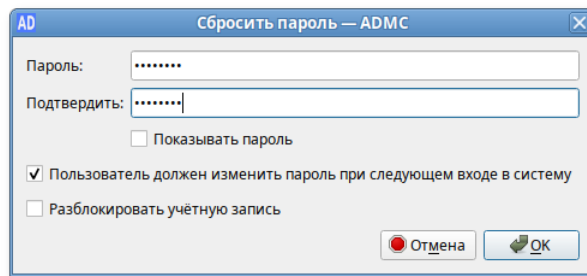 AD Сбросить пароль — ADMC
Пароль: ••••••••
Подтвердить: ••••••••
Показывать пароль
Пользователь должен изменить пароль при следующем входе в систему
Разблокировать учётную запись
Отмена OK